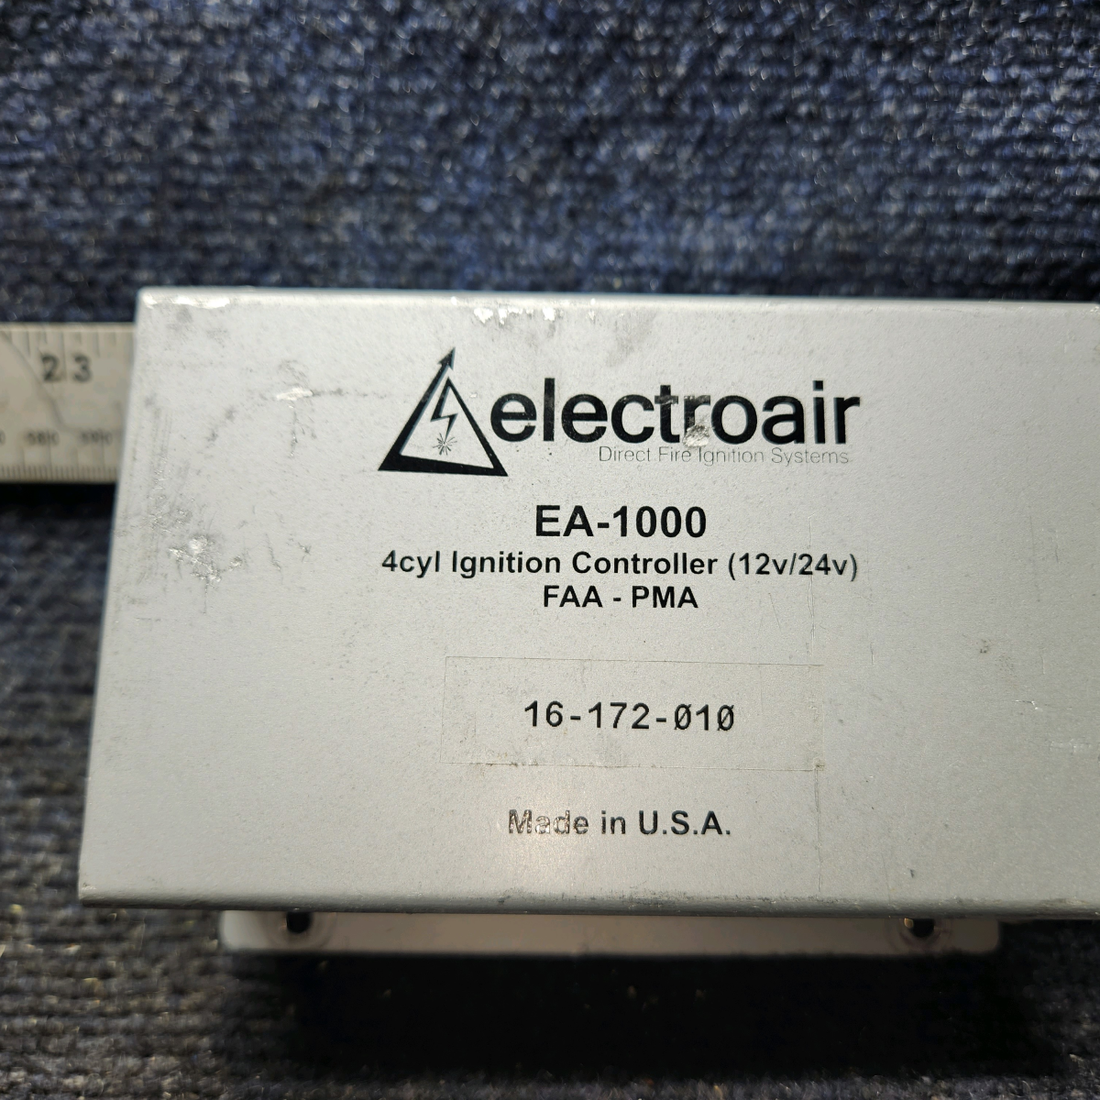 23
electroair
Direct Fire Ignition Systems
EA-1000
4cyl Ignition Controller (12v/24v)
FAA - PMA
16-172-010
Made in U.S.A.